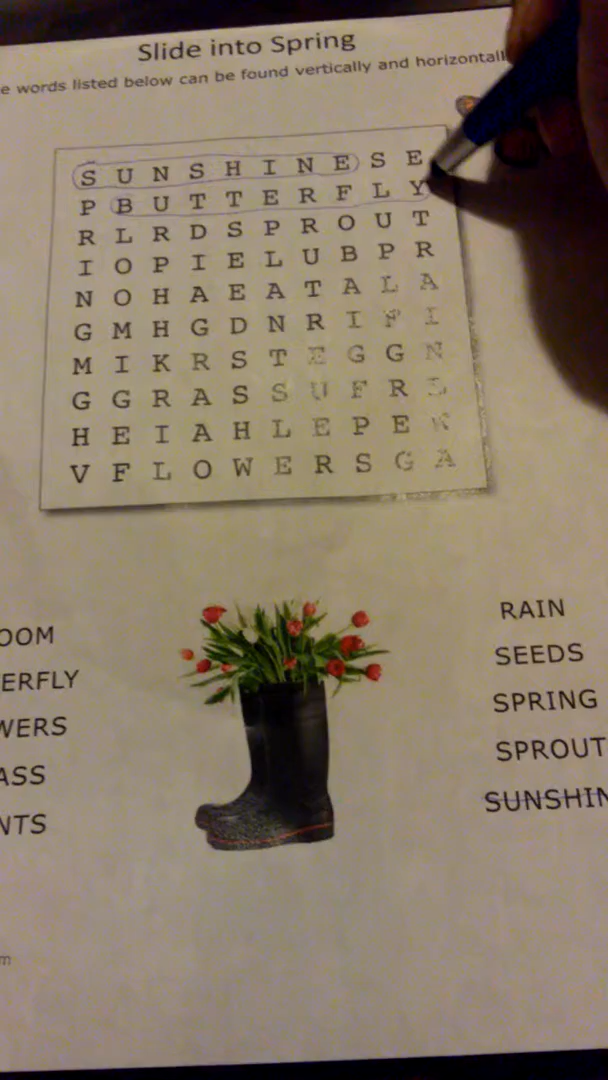 Slide into Spring
e words listed below can be found vertically and horizontall
S U N S H I N E S E
P B U T T E R F L Y
R L R D S P R O U T
I O P I E L U B P R
N O H A E A T A L A
G M H G D N R I P I
M I K R S T E G G N
G G R A S S U F R L
H E I A H L E P E K
V F L O W E R S G A
OOM
ERFLY
WERS
ASS
NTS
RAIN
SEEDS
SPRING
SPROUT
SUNSHIN
m